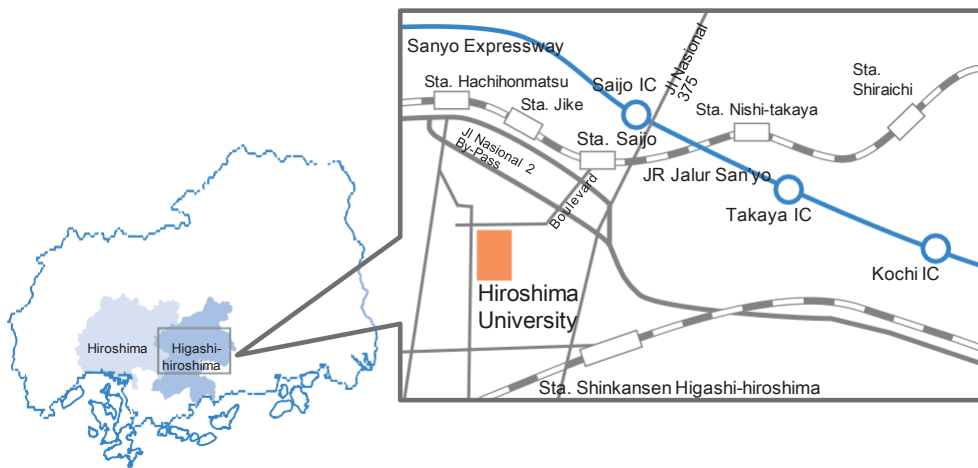 Sanyo Expressway
Sta. Hachihonmatsu
Sta. Jike
Saijo IC
Jl Nasional
375
Sta. Nishi-takaya
Sta.
Shiraichi
Sta. Saijo
Jl Nasional 2
By-Pass
Boulevard
JR Jalur San'yo
Takaya IC
Kochi IC
Hiroshima
University
Sta. Shinkansen Higashi-hiroshima
Hiroshima
Higashi-
hiroshima